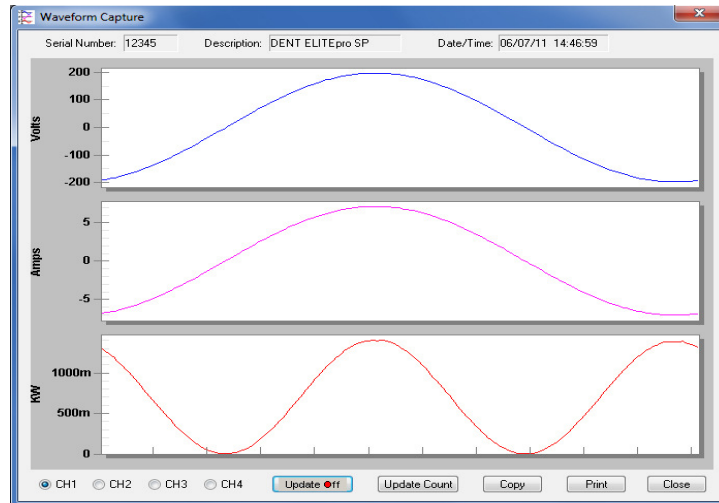 Waveform Capture
Serial Number: 12345 Description: DENT ELITEpro SP Date/Time: 06/07/11 14:46:59
Volts
200
100
0
-100
-200
Amps
5
0
-5
KW
1000m
500m
0
CH1 CH2 CH3 CH4 Update Off Update Count Copy Print Close